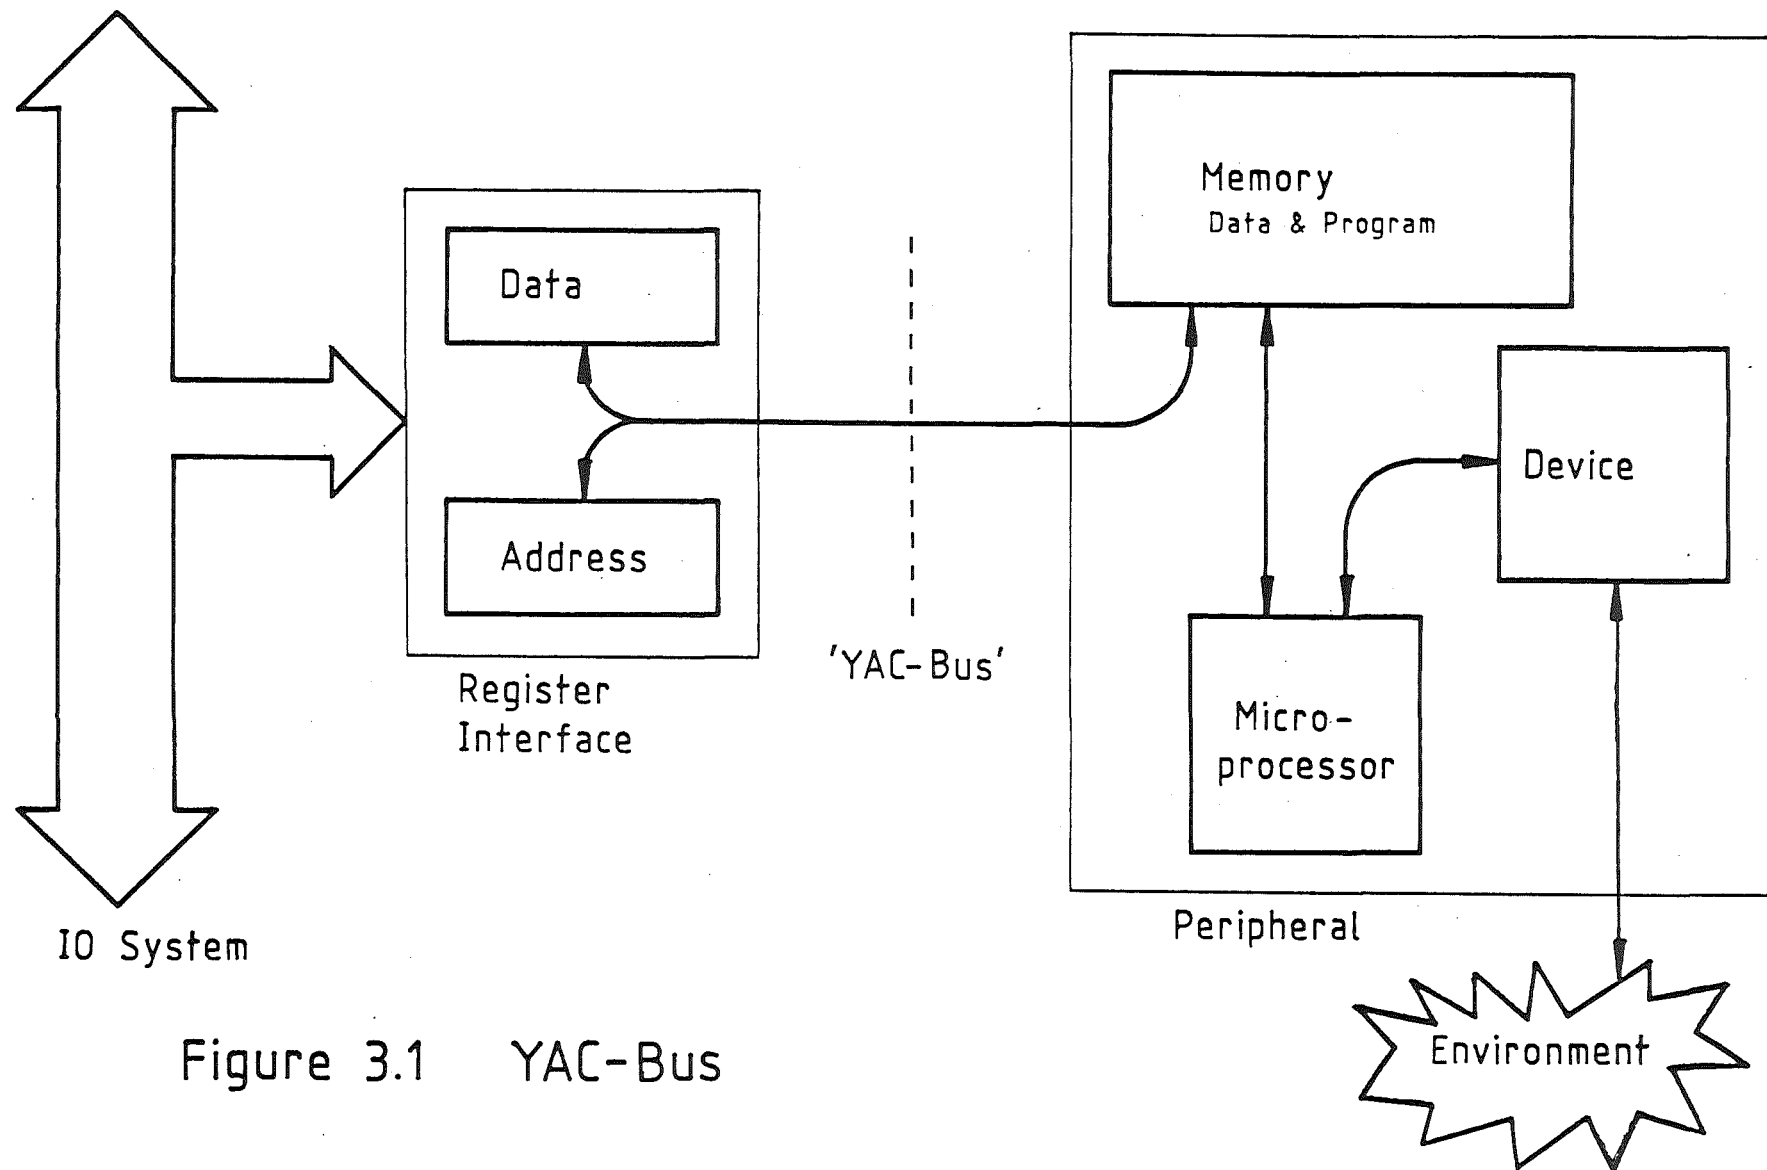 Memory
Data & Program
Data
Device
Address
'YAC-Bus'
Register
Interface
Micro-
processor
Peripheral
IO System
Environment
Figure 3.1 YAC-Bus